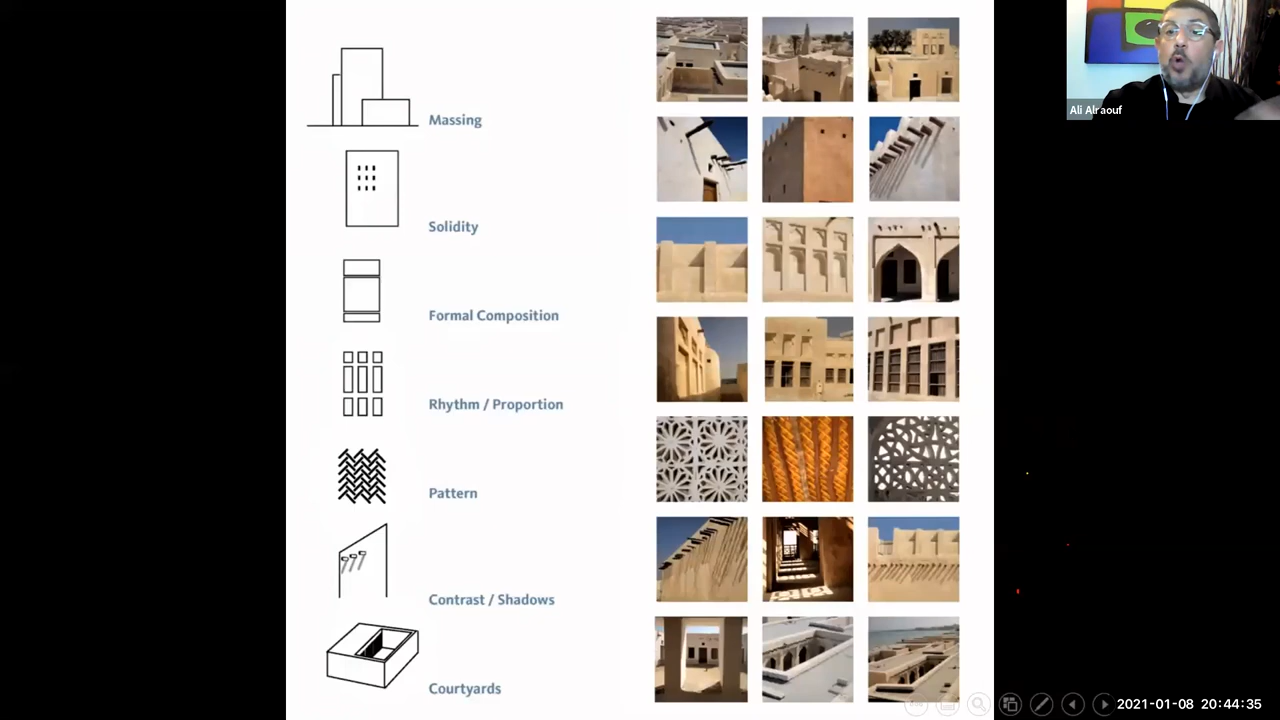 Ali Alraouf
Massing
Solidity
Formal Composition
Rhythm / Proportion
Pattern
Contrast / Shadows
Courtyards
2021-01-08 20:44:35